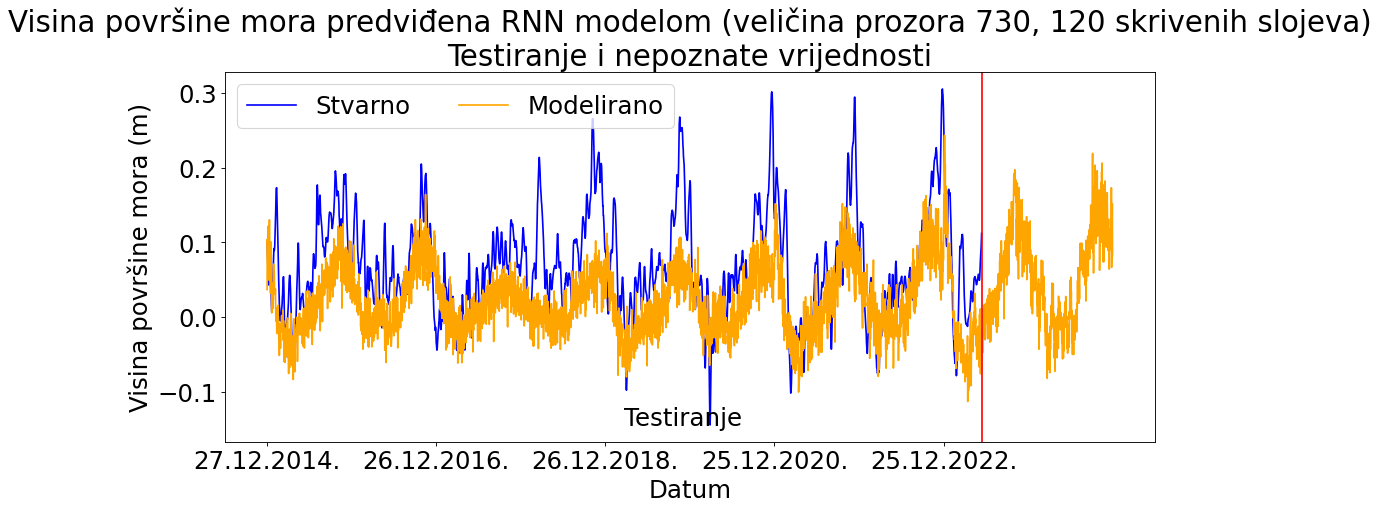 Visina površine mora predviđena RNN modelom (veličina prozora 730, 120 skrivenih slojeva)
Testiranje i nepoznate vrijednosti
Stvarno Modelirano
Visina površine mora (m)
0.3
0.2
0.1
0.0
−0.1
Testiranje
27.12.2014. 26.12.2016. 26.12.2018. 25.12.2020. 25.12.2022.
Datum